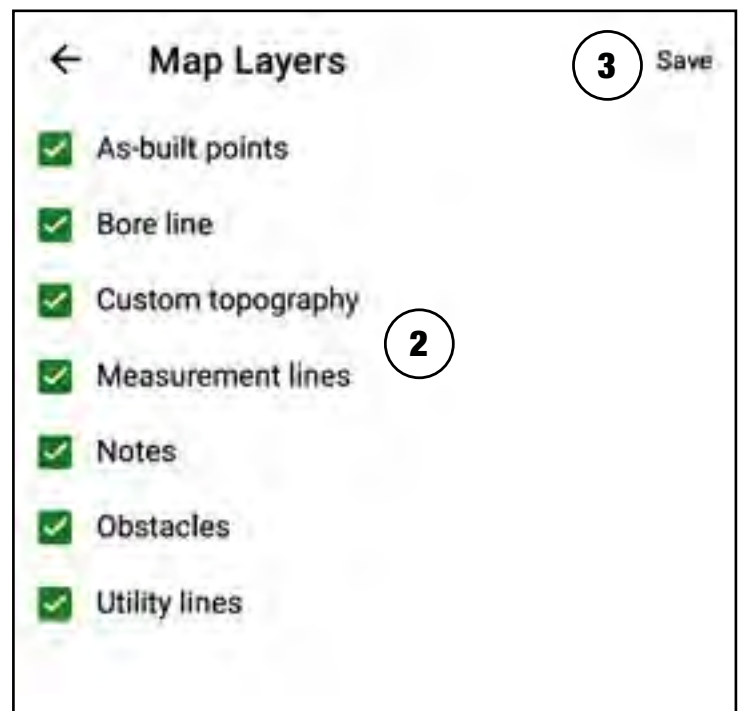 Map Layers
3
Save
As-built points
Bore line
Custom topography
2
Measurement lines
Notes
Obstacles
Utility lines